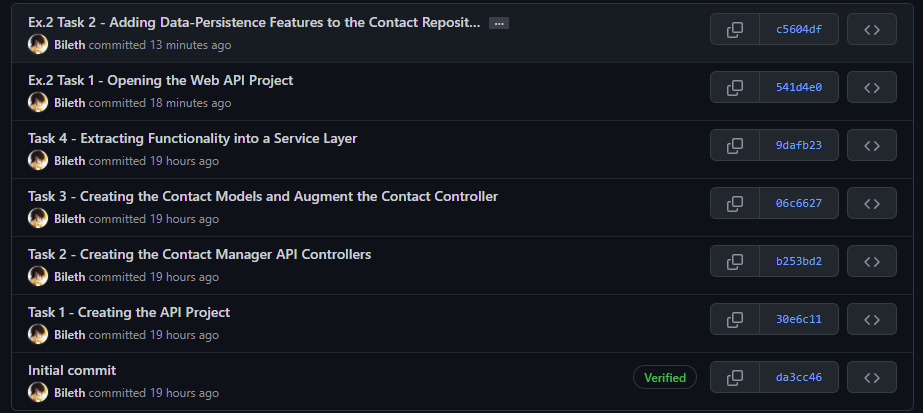 Ex.2 Task 2 - Adding Data-Persistence Features to the Contact Reposit... ...
c5604df
Bileth committed 13 minutes ago
Ex.2 Task 1 - Opening the Web API Project
541d4e0
Bileth committed 18 minutes ago
Task 4 - Extracting Functionality into a Service Layer
9dafb23
Bileth committed 19 hours ago
Task 3 - Creating the Contact Models and Augment the Contact Controller
06c6627
Bileth committed 19 hours ago
Task 2 - Creating the Contact Manager API Controllers
b253bd2
Bileth committed 19 hours ago
Task 1 - Creating the API Project
30e6c11
Bileth committed 19 hours ago
Initial commit
Verified da3cc46
Bileth committed 19 hours ago